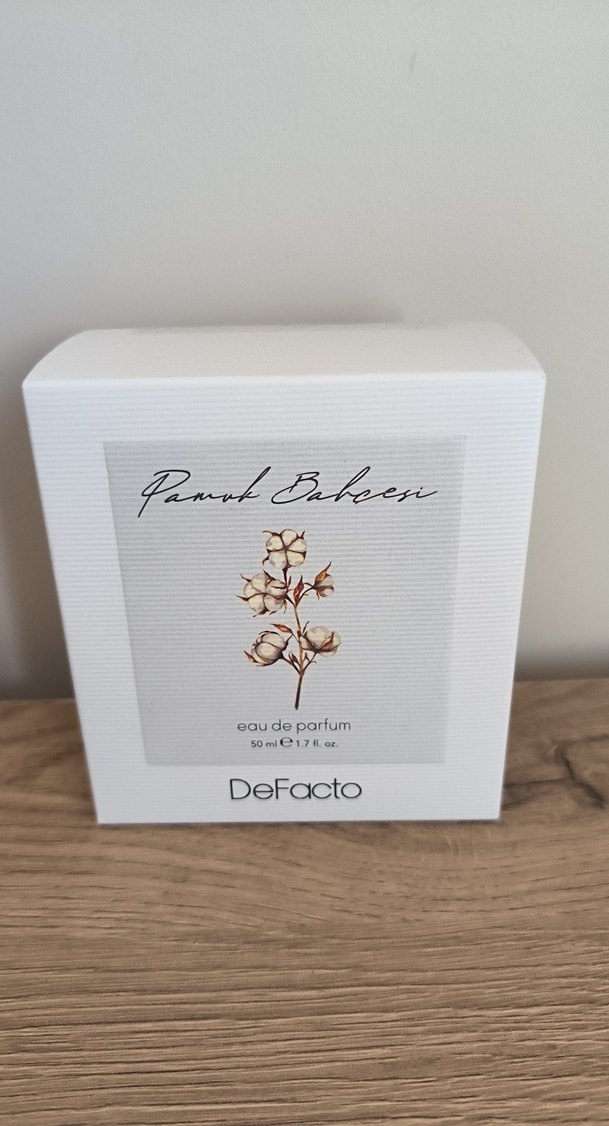 Pamuk Bahçesi
eau de parfum
50 ml ℮ 1.7 fl. oz.
DeFacto